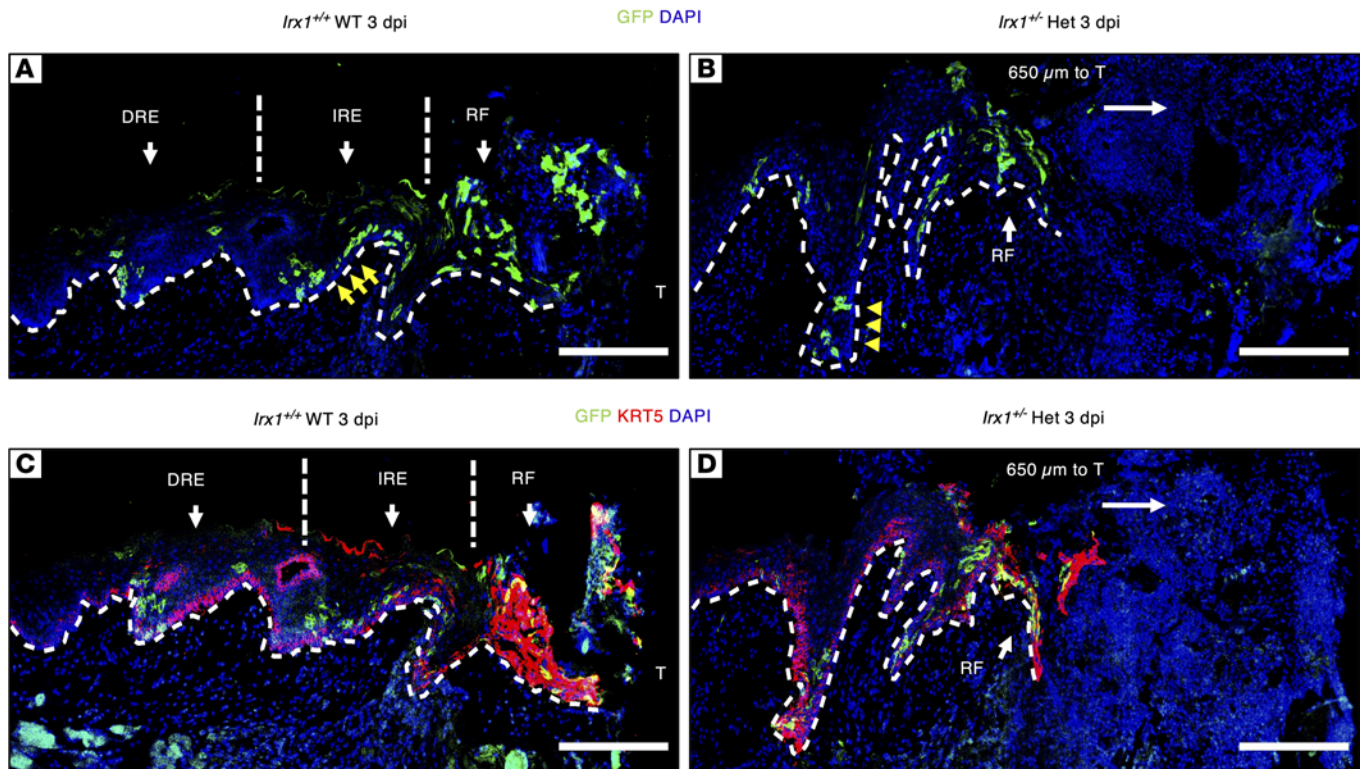 Irx1+/+ WT 3 dpi
GFP DAPI
Irx1+/- Het 3 dpi
A
DRE
IRE
RF
T
B
650 µm to T
RF
Irx1+/+ WT 3 dpi
GFP KRT5 DAPI
Irx1+/- Het 3 dpi
C
DRE
IRE
RF
T
D
650 µm to T
RF